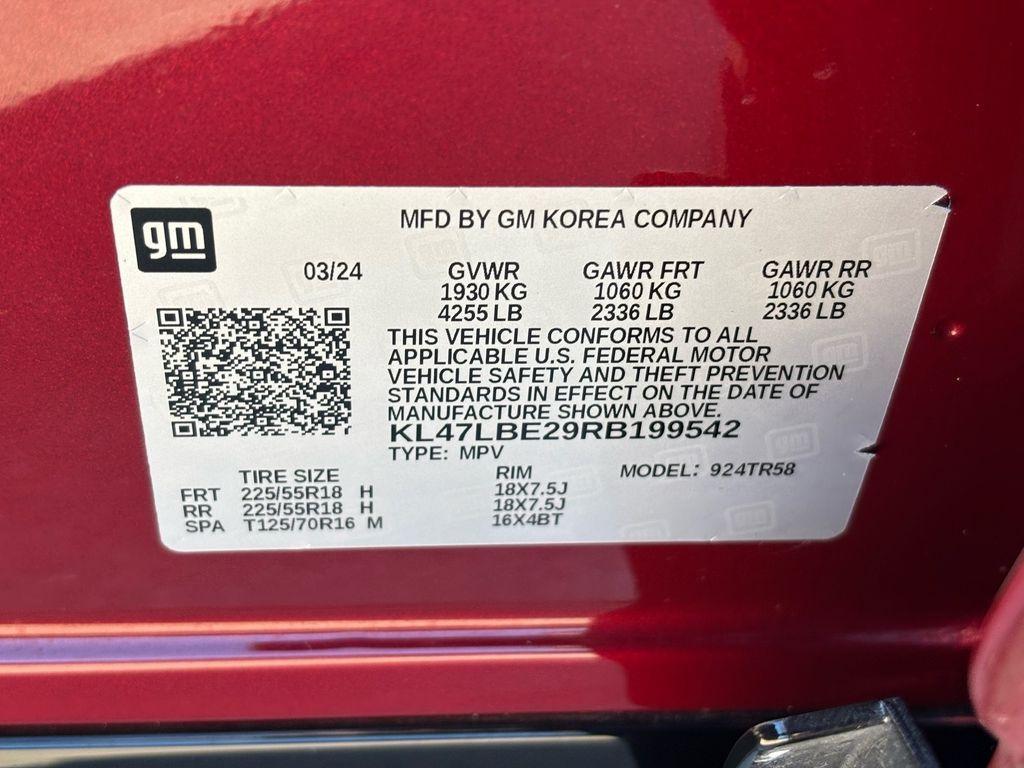 gm
MFD BY GM KOREA COMPANY
03/24 GVWR GAWR FRT GAWR RR
1930 KG 1060 KG 1060 KG
4255 LB 2336 LB 2336 LB
THIS VEHICLE CONFORMS TO ALL
APPLICABLE U.S. FEDERAL MOTOR
VEHICLE SAFETY AND THEFT PREVENTION
STANDARDS IN EFFECT ON THE DATE OF
MANUFACTURE SHOWN ABOVE.
KL47LBE29RB199542
TYPE: MPV
TIRE SIZE RIM MODEL: 924TR58
FRT 225/55R18 H 18X7.5J
RR 225/55R18 H 18X7.5J
SPA T125/70R16 M 16X4BT